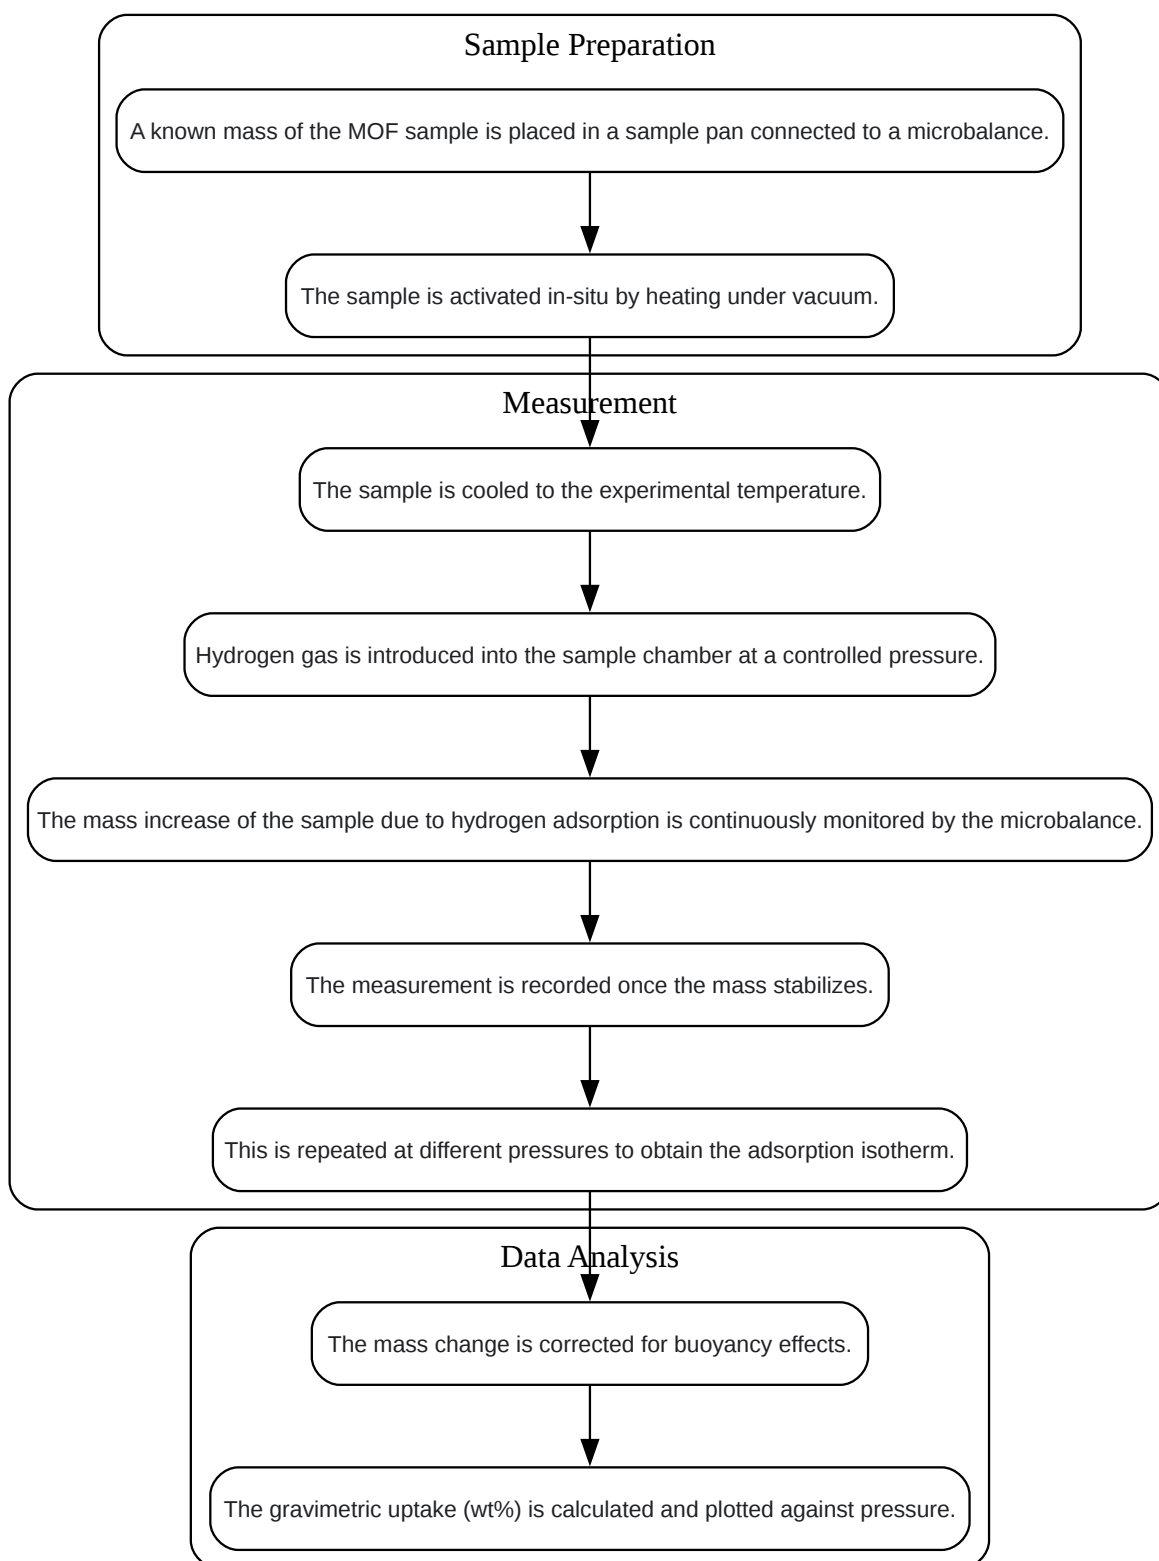 Sample Preparation
A known mass of the MOF sample is placed in a sample pan connected to a microbalance.
The sample is activated in-situ by heating under vacuum.
Measurement
The sample is cooled to the experimental temperature.
Hydrogen gas is introduced into the sample chamber at a controlled pressure.
The mass increase of the sample due to hydrogen adsorption is continuously monitored by the microbalance.
The measurement is recorded once the mass stabilizes.
This is repeated at different pressures to obtain the adsorption isotherm.
Data Analysis
The mass change is corrected for buoyancy effects.
The gravimetric uptake (wt%) is calculated and plotted against pressure.